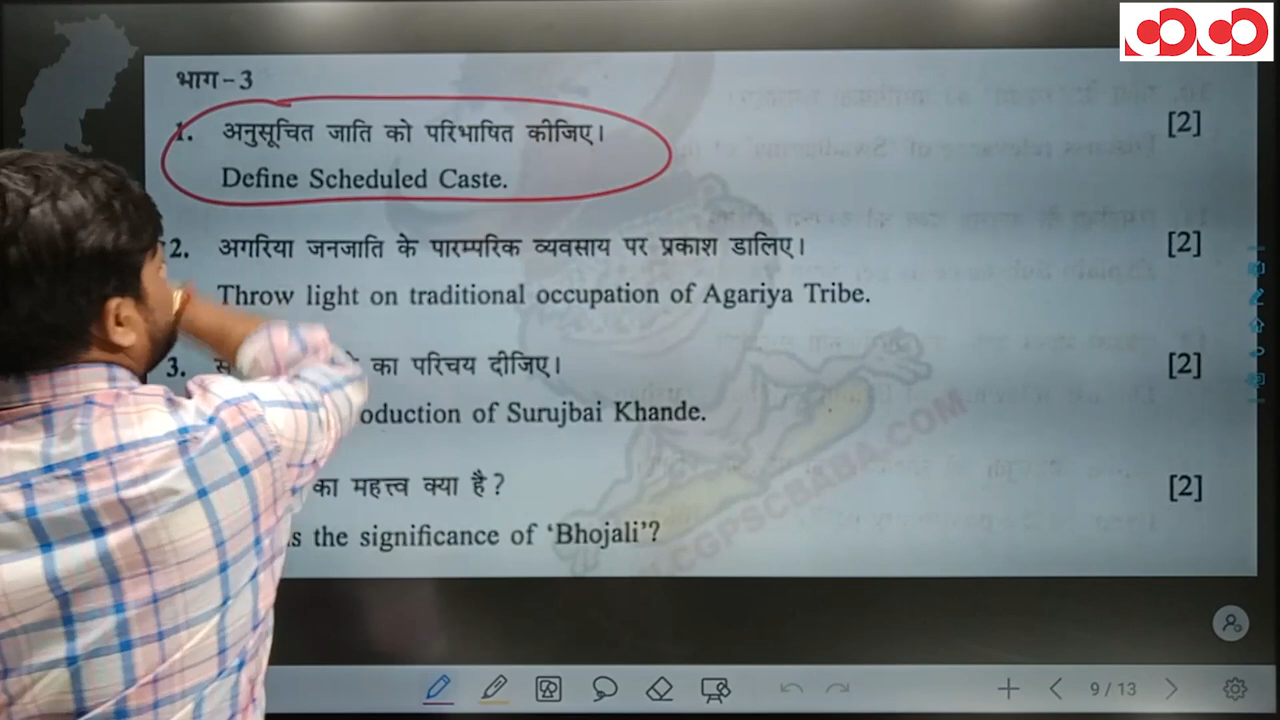 भाग-3
1. अनुसूचित जाति को परिभाषित कीजिए। [2]
Define Scheduled Caste.
2. अगरिया जनजाति के पारम्परिक व्यवसाय पर प्रकाश डालिए। [2]
Throw light on traditional occupation of Agariya Tribe.
3. का परिचय दीजिए। [2]
of Surujbai Khande.
का महत्त्व क्या है? [2]
the significance of ‘Bhojali’?
CGPSCBABA.COM
9/13